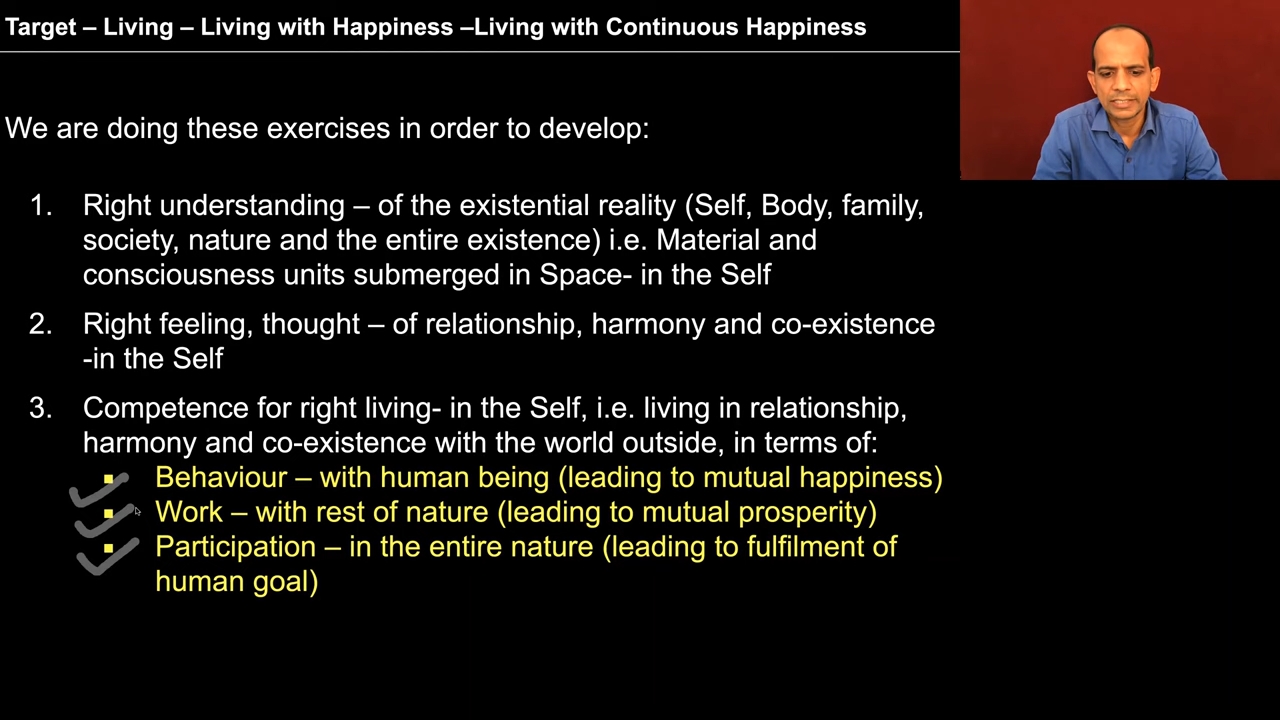 Target – Living – Living with Happiness –Living with Continuous Happiness
We are doing these exercises in order to develop:
1. Right understanding – of the existential reality (Self, Body, family,
society, nature and the entire existence) i.e. Material and
consciousness units submerged in Space- in the Self
2. Right feeling, thought – of relationship, harmony and co-existence
-in the Self
3. Competence for right living- in the Self, i.e. living in relationship,
harmony and co-existence with the world outside, in terms of:
▪ Behaviour – with human being (leading to mutual happiness)
▪ Work – with rest of nature (leading to mutual prosperity)
▪ Participation – in the entire nature (leading to fulfilment of
human goal)